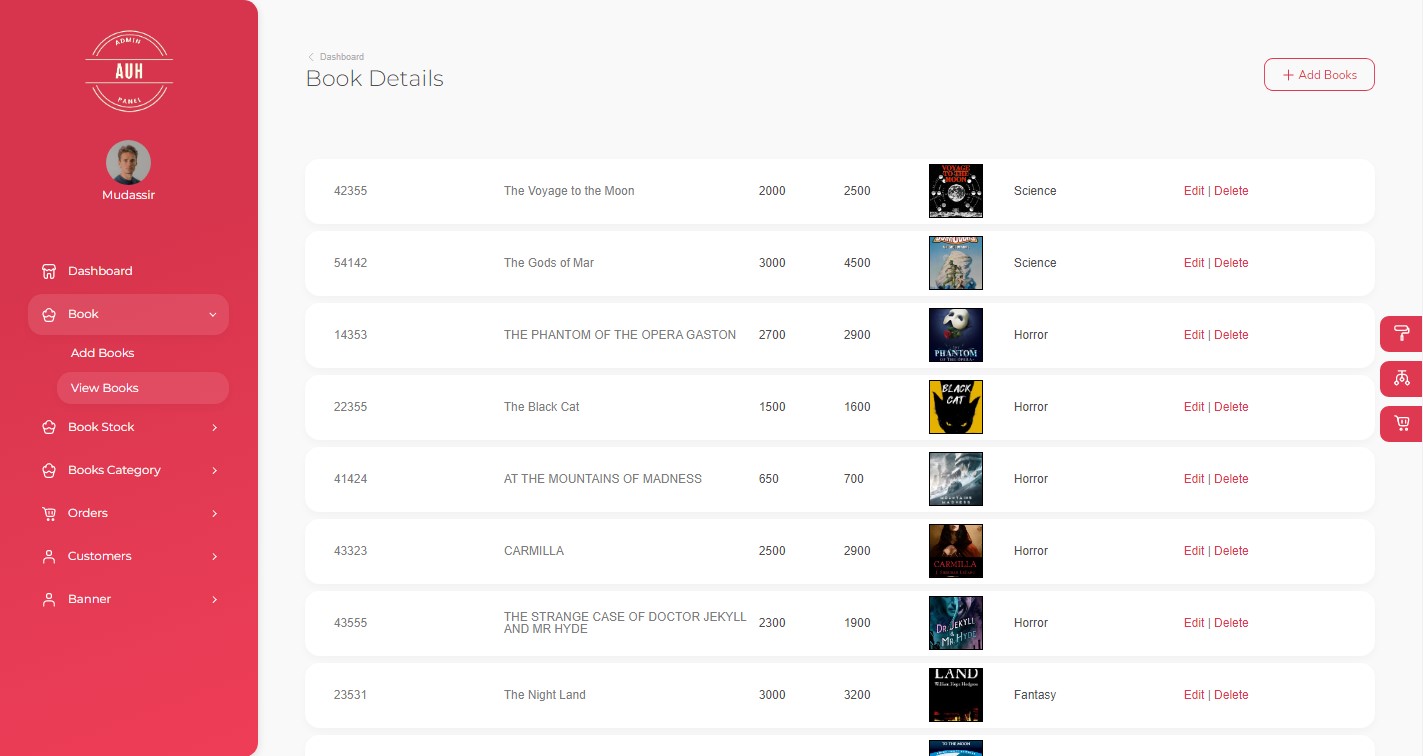 ADMIN
AUH
PANEL
Mudassir
Dashboard
Book
Add Books
View Books
Book Stock
Books Category
Orders
Customers
Banner
Dashboard
Book Details
Add Books
42355 The Voyage to the Moon 2000 2500 Science Edit | Delete
VOYAGE
TO THE
MOON
54142 The Gods of Mar 3000 4500 Science Edit | Delete
14353 THE PHANTOM OF THE OPERA GASTON 2700 2900 Horror Edit | Delete
PHANTOM
OF THE OPERA
22355 The Black Cat 1500 1600 Horror Edit | Delete
BLACK
CAT
41424 AT THE MOUNTAINS OF MADNESS 650 700 Horror Edit | Delete
MOUNTAINS
MADNESS
43323 CARMILLA 2500 2900 Horror Edit | Delete
CARMILLA
43555 THE STRANGE CASE OF DOCTOR JEKYLL 2300 1900 Horror Edit | Delete
AND MR HYDE
DR. JEKYLL
&
MR HYDE
23531 The Night Land 3000 3200 Fantasy Edit | Delete
LAND
William Hope Hodgson
TO THE MOON